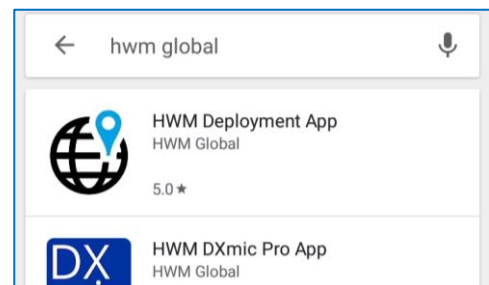 hwm global
HWM Deployment App
HWM Global
5.0★
DX
HWM DXmic Pro App
HWM Global